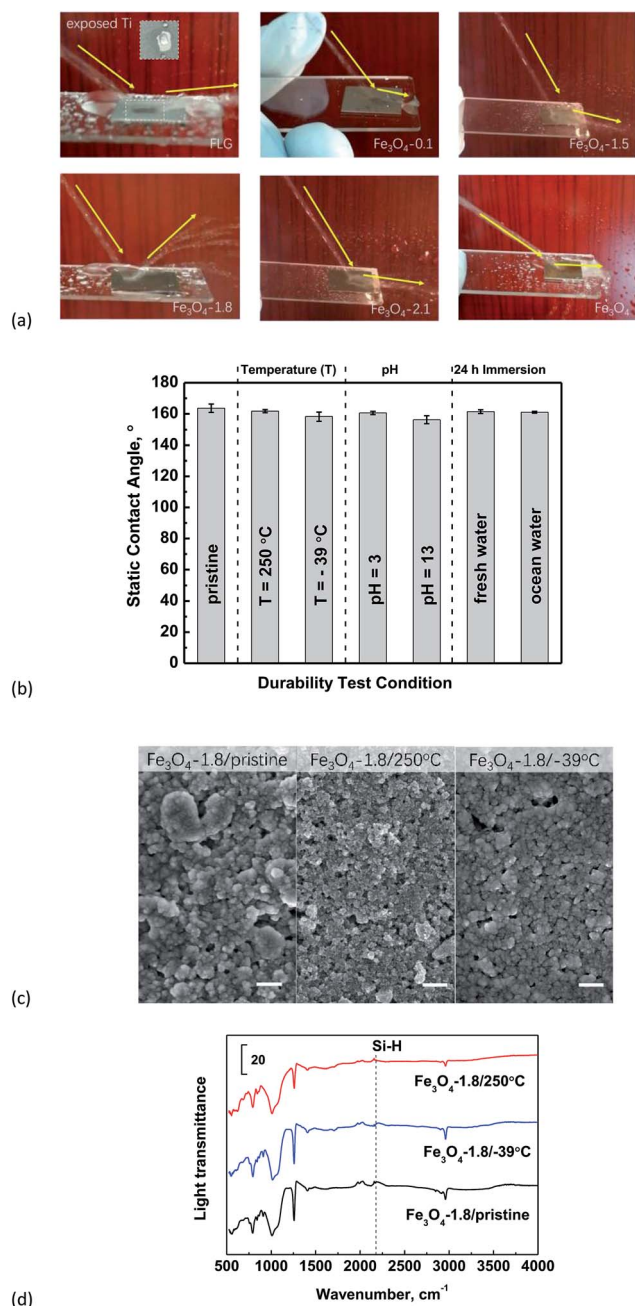 exposed Ti
FLG
Fe₃O₄-0.1
Fe₃O₄-1.5
Fe₃O₄-1.8
Fe₃O₄-2.1
Fe₃O₄
(a)
Temperature (T)
pH
24 h Immersion
180
160
140
120
100
80
60
40
20
0
Static Contact Angle, °
pristine
T = 250 °C
T = - 39 °C
pH = 3
pH = 13
fresh water
ocean water
Durability Test Condition
(b)
Fe₃O₄-1.8/pristine
Fe₃O₄-1.8/250°C
Fe₃O₄-1.8/-39°C
(c)
20
Si-H
Fe₃O₄-1.8/250°C
Fe₃O₄-1.8/-39°C
Fe₃O₄-1.8/pristine
Light transmittance
500 1000 1500 2000 2500 3000 3500 4000
Wavenumber, cm⁻¹
(d)